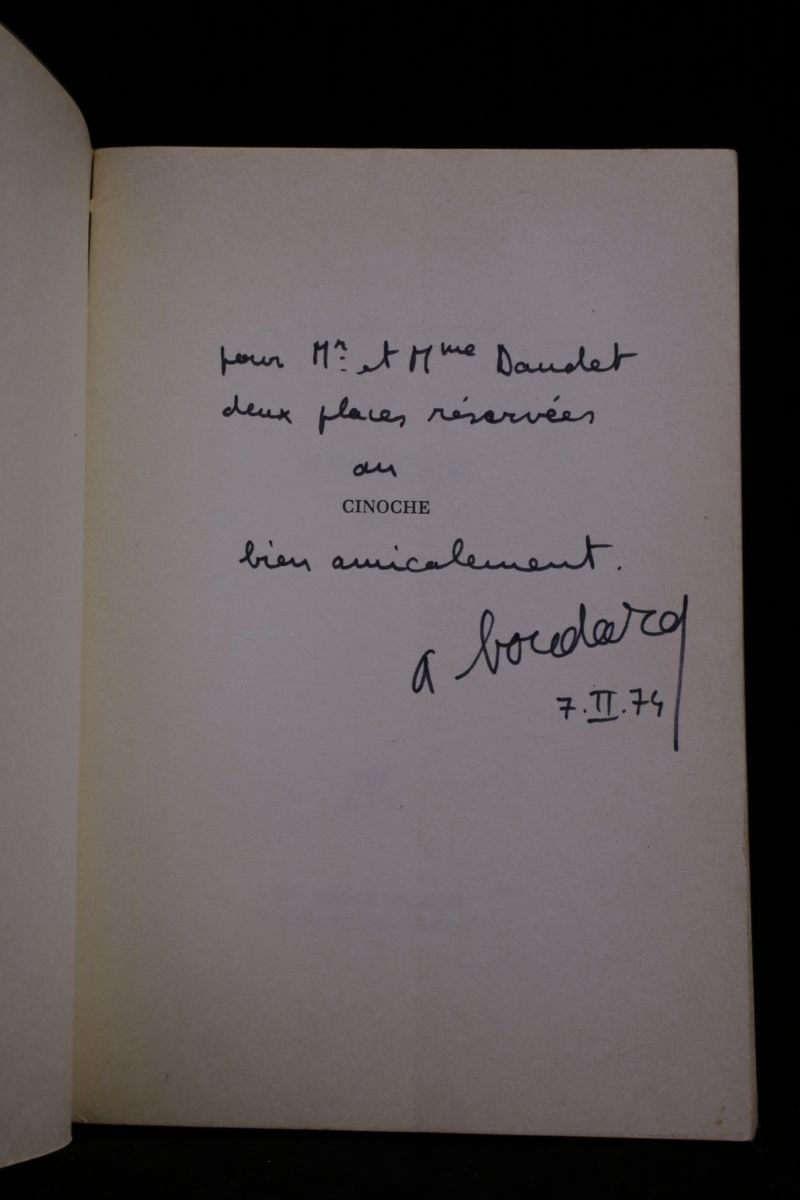 pour Mr. et Mme Daudet
deux places réservées
au
CINOCHE
bien amicalement.
a boudard
7.II.74